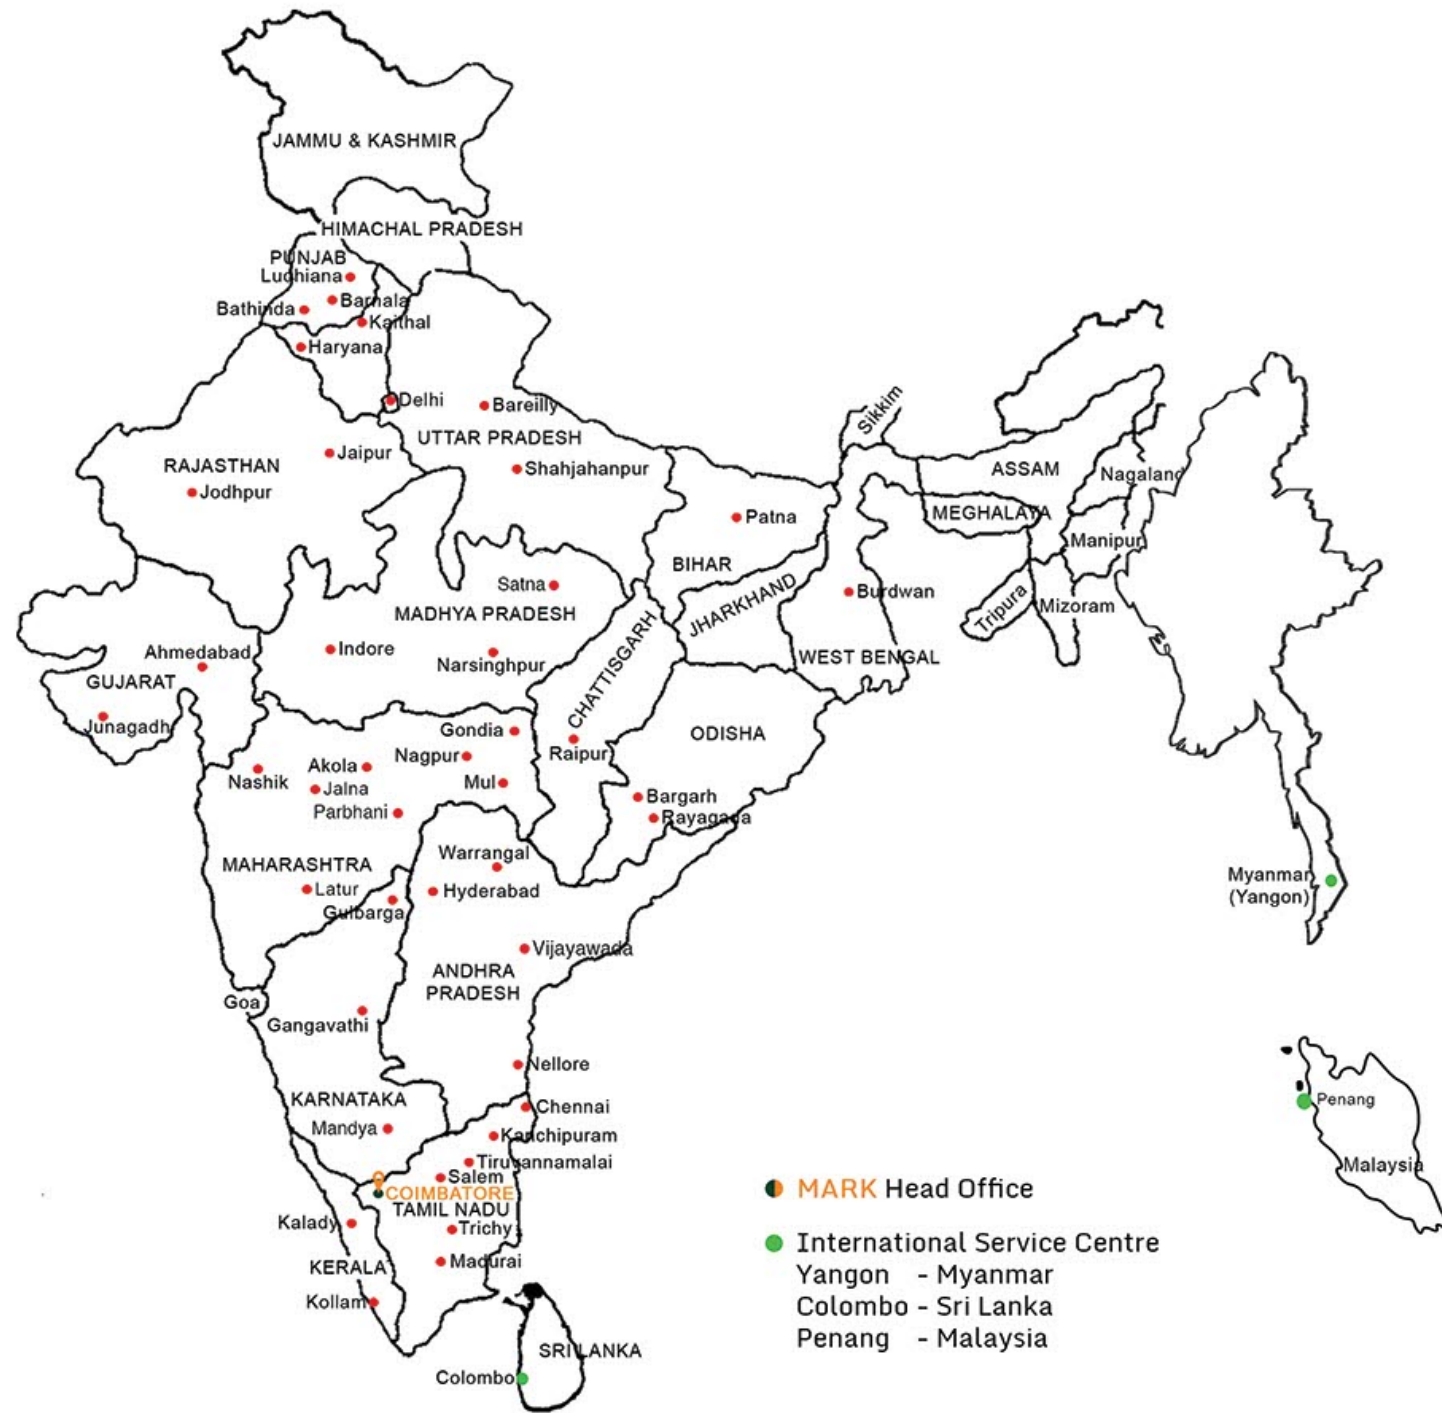 JAMMU & KASHMIR
HIMACHAL PRADESH
PUNJAB
Ludhiana
Barnala
Bathinda
Kaithal
Haryana
Delhi
Bareilly
UTTAR PRADESH
Shahjahanpur
Jaipur
RAJASTHAN
Jodhpur
Sikkim
ASSAM
Nagaland
MEGHALAYA
Manipur
Tripura
Mizoram
Patna
BIHAR
JHARKHAND
Burdwan
WEST BENGAL
Satna
MADHYA PRADESH
Indore
Narsinghpur
CHATTISGARH
Raipur
Ahmedabad
GUJARAT
Junagadh
ODISHA
Bargarh
Rayagada
Gondia
Nagpur
Mul
Akola
Nashik
Jalna
Parbhani
MAHARASHTRA
Latur
Gulbarga
Warrangal
Hyderabad
Vijayawada
ANDHRA
PRADESH
Goa
Gangavathi
Nellore
KARNATAKA
Mandya
Chennai
Kanchipuram
Tiruvannamalai
Salem
COIMBATORE
TAMIL NADU
Trichy
Madurai
Kalady
KERALA
Kollam
SRI LANKA
Colombo
Myanmar
(Yangon)
Penang
Malaysia
MARK Head Office
International Service Centre
Yangon - Myanmar
Colombo - Sri Lanka
Penang - Malaysia